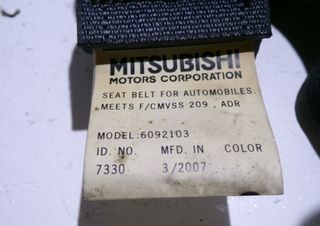 MITSUBISHI
MOTORS CORPORATION
SEAT BELT FOR AUTOMOBILES.
MEETS F/CMVSS 209 , ADR
MODEL:6092103
ID. NO. MFD. IN COLOR
7330 3/2007